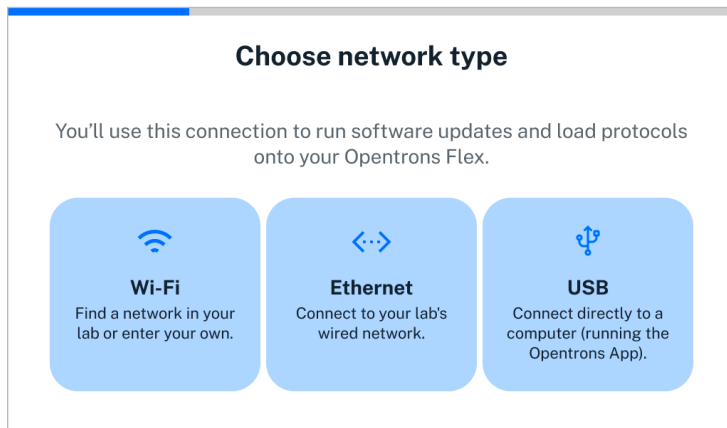 Choose network type
You’ll use this connection to run software updates and load protocols
onto your Opentrons Flex.
Wi-Fi
Find a network in your
lab or enter your own.
Ethernet
Connect to your lab's
wired network.
USB
Connect directly to a
computer (running the
Opentrons App).